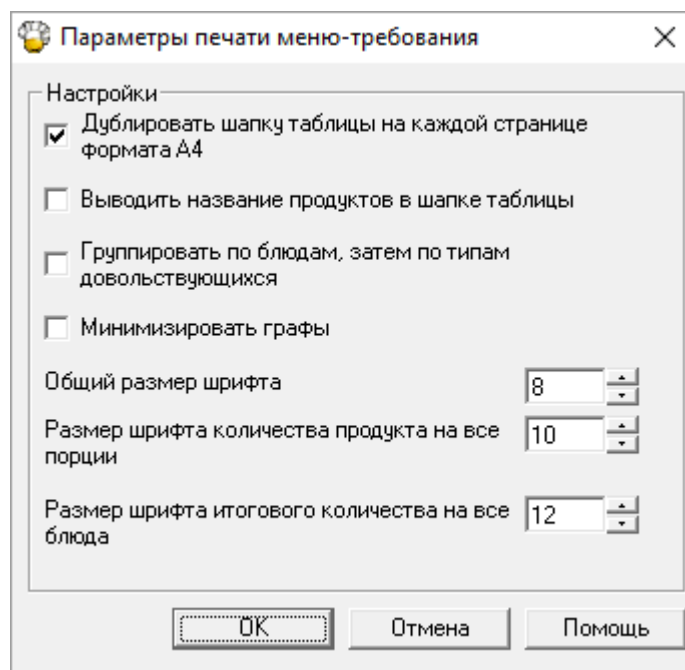 Параметры печати меню-требования
Настройки
Дублировать шапку таблицы на каждой странице
формата А4
Выводить название продуктов в шапке таблицы
Группировать по блюдам, затем по типам
довольствующихся
Минимизировать графы
Общий размер шрифта 8
Размер шрифта количества продукта на все 10
порции
Размер шрифта итогового количества на все 12
блюда
OK Отмена Помощь